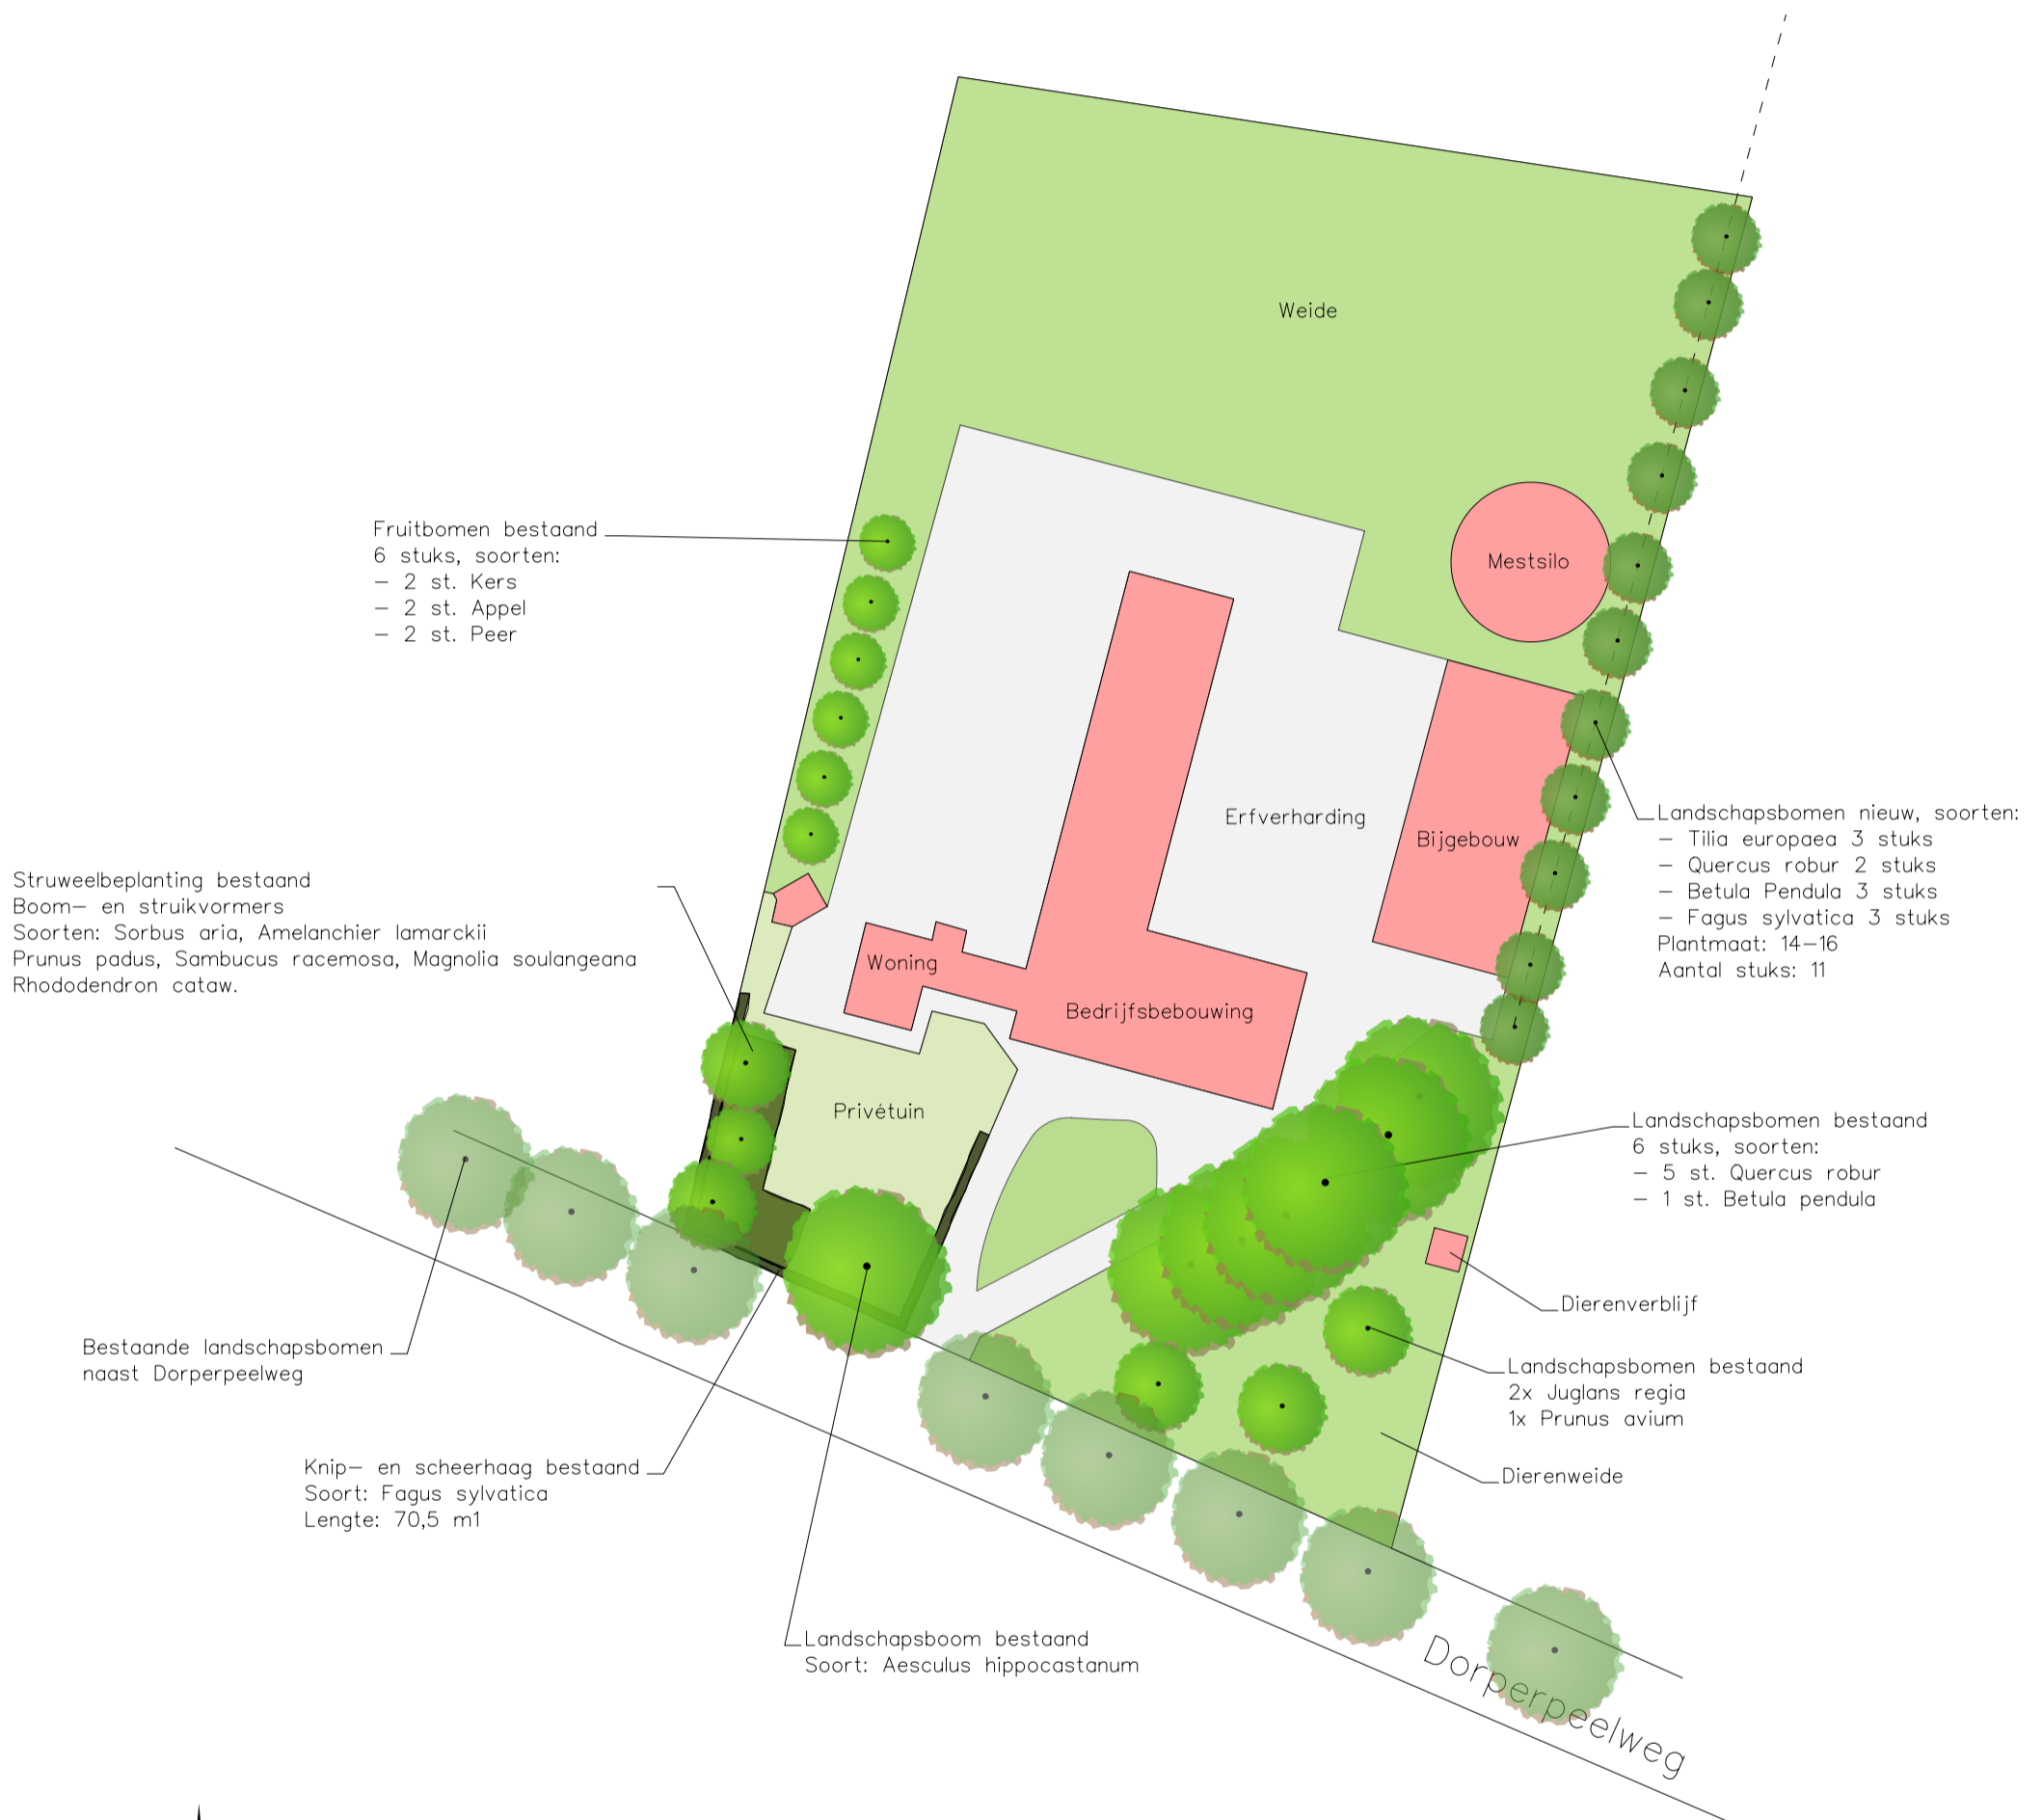 Weide
Fruitbomen bestaand
6 stuks, soorten:
– 2 st. Kers
– 2 st. Appel
– 2 st. Peer
Mestsilo
Erfverharding
Bijgebouw
Landschapsbomen nieuw, soorten:
– Tilia europaea 3 stuks
– Quercus robur 2 stuks
– Betula Pendula 3 stuks
– Fagus sylvatica 3 stuks
Plantmaat: 14–16
Aantal stuks: 11
Struweelbeplanting bestaand
Boom– en struikvormers
Soorten: Sorbus aria, Amelanchier lamarckii
Prunus padus, Sambucus racemosa, Magnolia soulangeana
Rhododendron cataw.
Woning
Bedrijfsbebouwing
Privétuin
Landschapsbomen bestaand
6 stuks, soorten:
– 5 st. Quercus robur
– 1 st. Betula pendula
Dierenverblijf
Bestaande landschapsbomen
naast Dorperpeelweg
Landschapsbomen bestaand
2x Juglans regia
1x Prunus avium
Dierenweide
Knip– en scheerhaag bestaand
Soort: Fagus sylvatica
Lengte: 70,5 m1
Landschapsboom bestaand
Soort: Aesculus hippocastanum
Dorperpeelweg